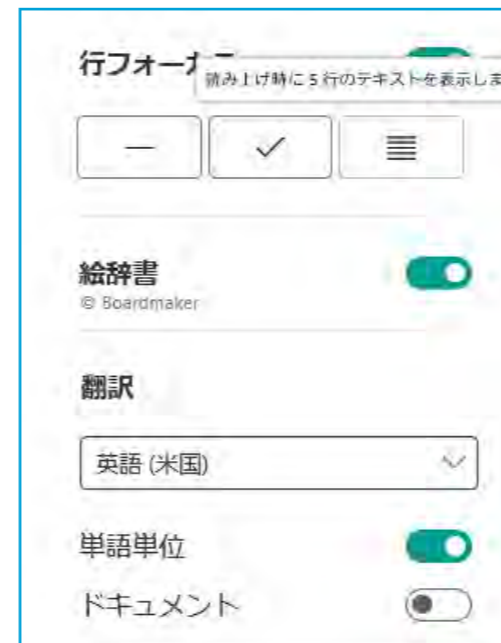 行フォーカ
読み上げ時に5行のテキストを表示しま
絵辞書
© Boardmaker
翻訳
英語 (米国)
単語単位
ドキュメント